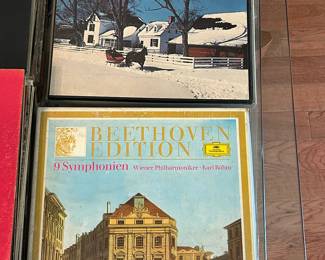 BEETHOVEN
EDITION
9 Symphonien Wiener Philharmoniker · Karl Böhm